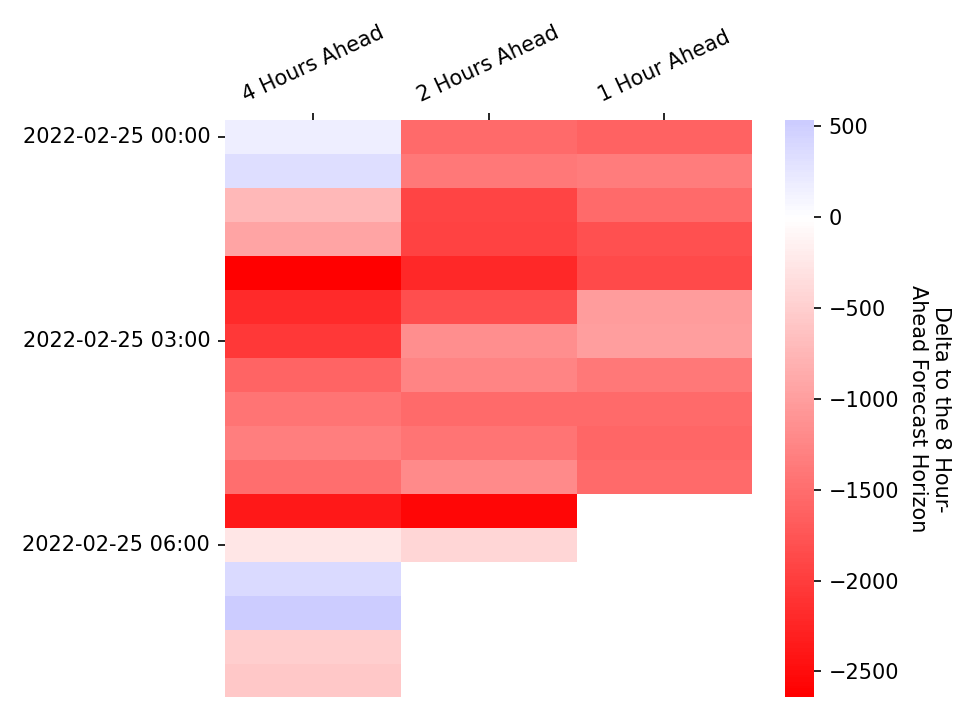 4 Hours Ahead
2 Hours Ahead
1 Hour Ahead
2022-02-25 00:00
2022-02-25 03:00
2022-02-25 06:00
500
0
−500
−1000
−1500
−2000
−2500
Delta to the 8 Hour-
Ahead Forecast Horizon